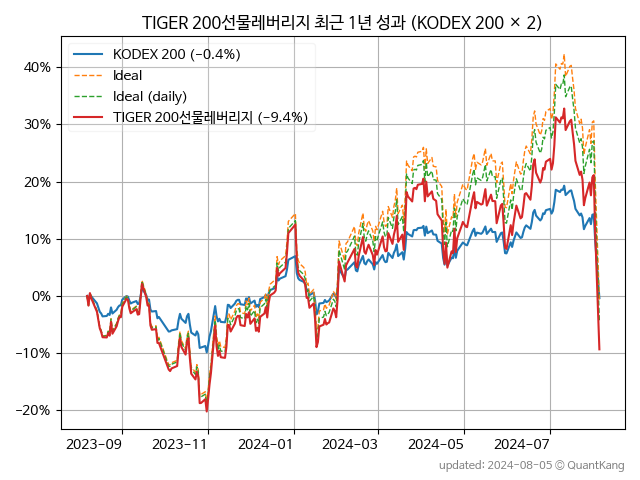 TIGER 200선물레버리지 최근 1년 성과 (KODEX 200 × 2)
KODEX 200 (−0.4%)
Ideal
Ideal (daily)
TIGER 200선물레버리지 (−9.4%)
40%
30%
20%
10%
0%
−10%
−20%
2023-09 2023-11 2024-01 2024-03 2024-05 2024-07
updated: 2024-08-05 © QuantKang